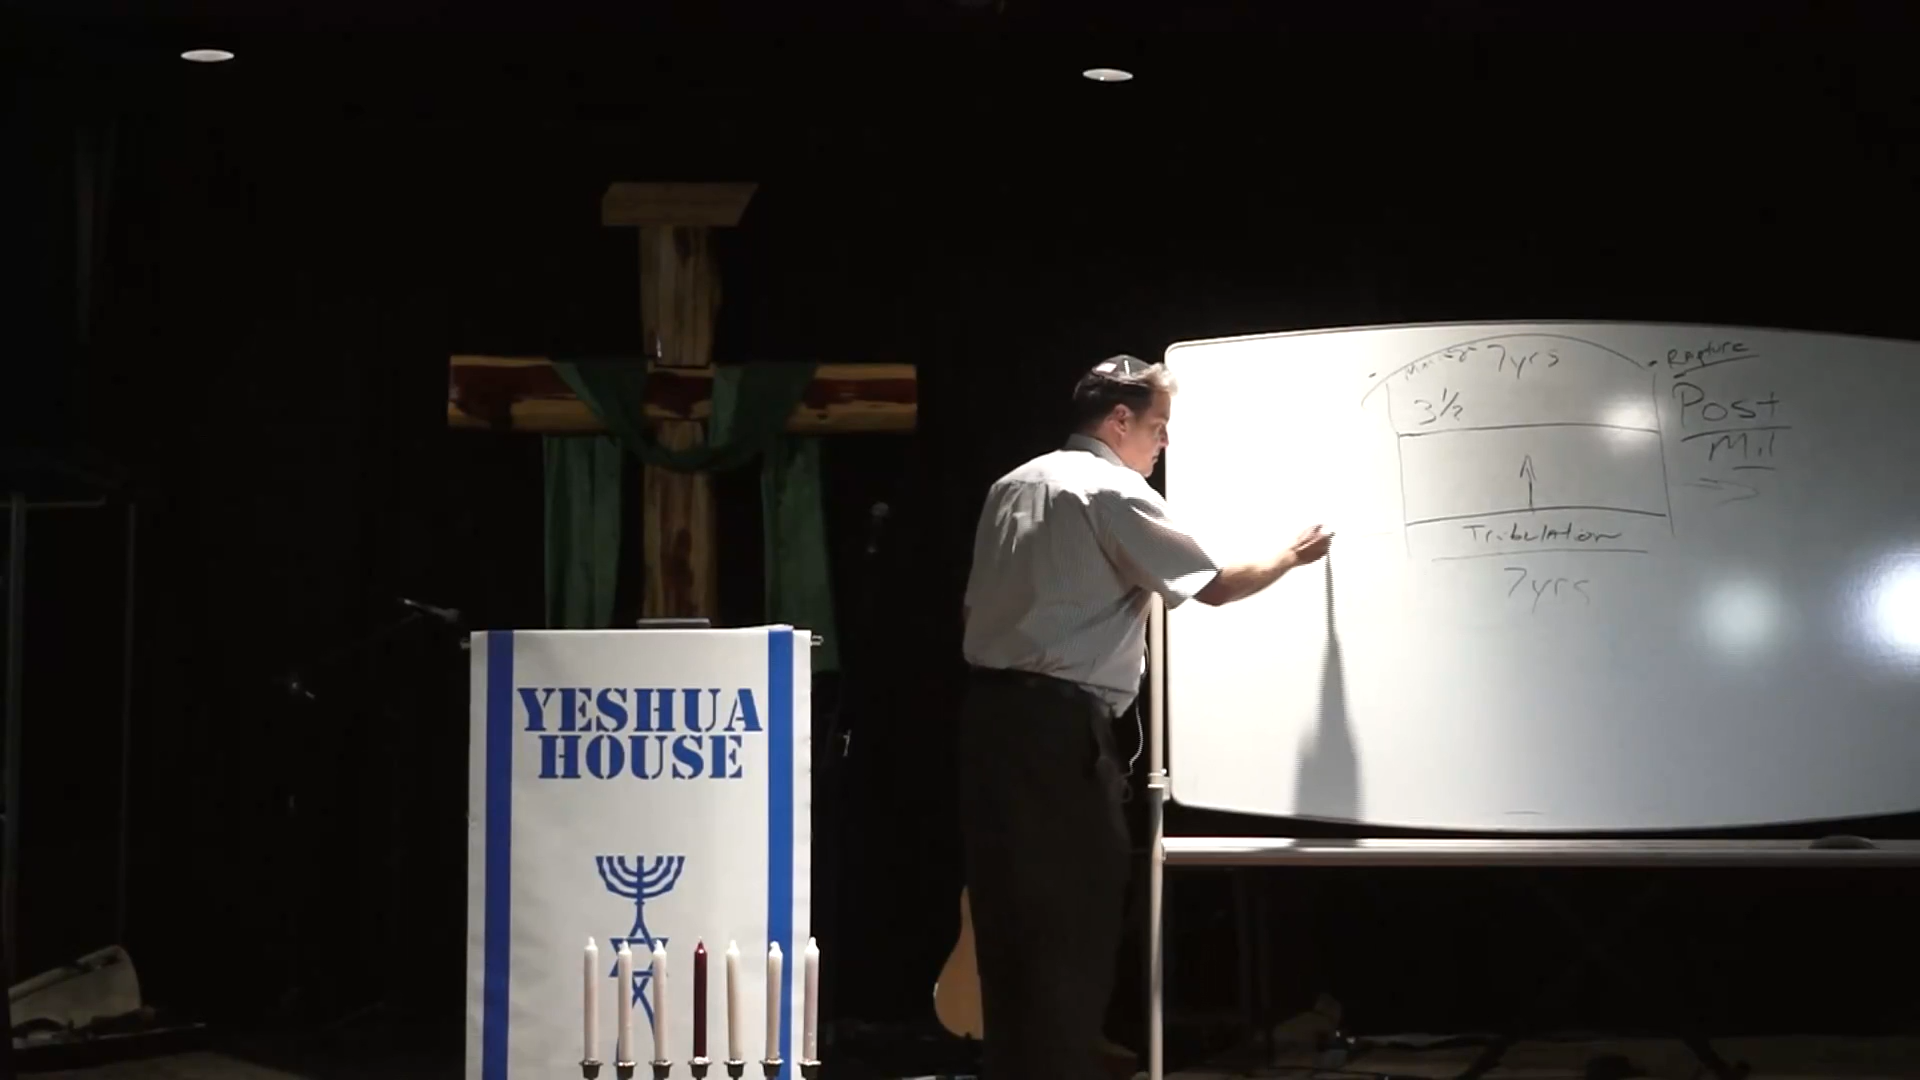 YESHUA
HOUSE
7yrs
3½
Tribulation
7yrs
Rapture
Post
Mil